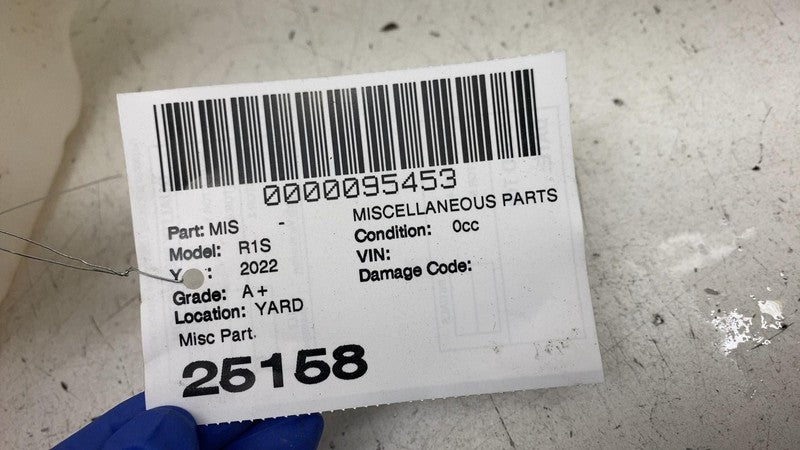 0000095453
Part: MIS - MISCELLANEOUS PARTS
Model: R1S Condition: 0cc
Y : 2022 VIN:
Grade: A + Damage Code:
Location: YARD
Misc Part.
25158